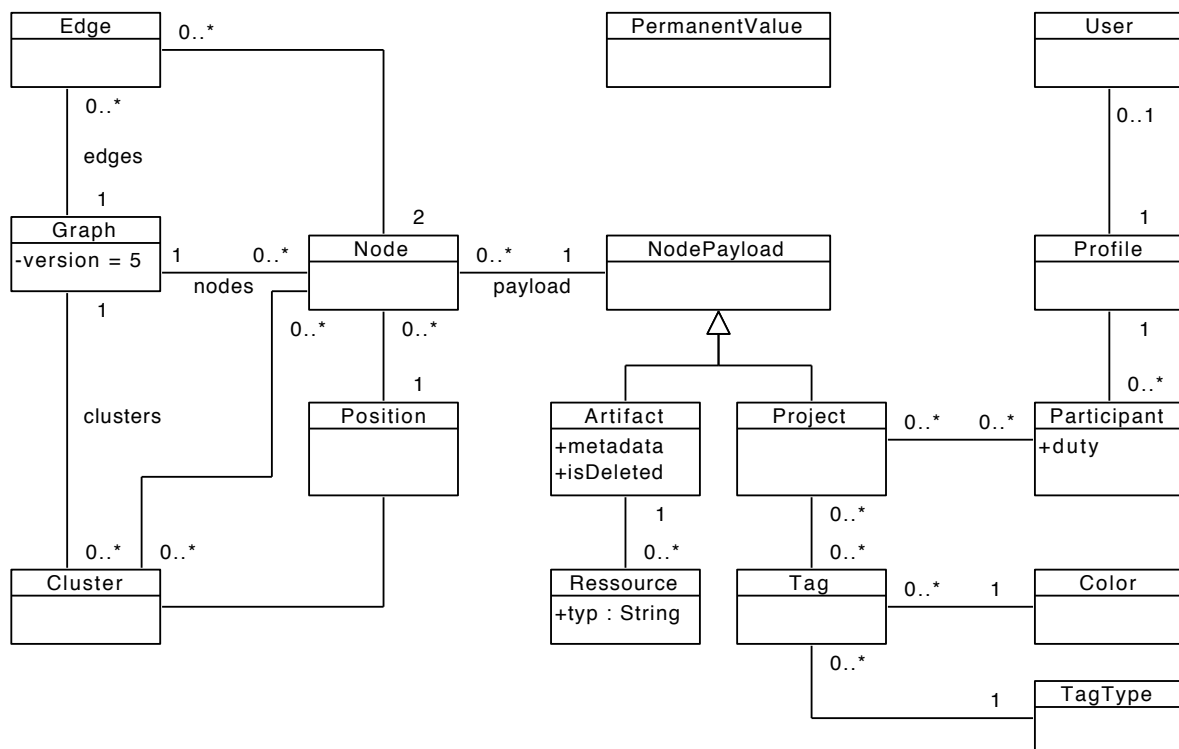 Edge
0..*
PermanentValue
User
0..*
0..1
edges
1
2
1
Graph
-version = 5
1
0..*
nodes
Node
0..*
1
payload
NodePayload
Profile
1
0..*
0..*
1
clusters
1
0..*
Position
Artifact
+metadata
+isDeleted
Project
0..*
0..*
Participant
+duty
1
0..*
0..*
0..*
0..*
0..*
Cluster
Ressource
+typ : String
Tag
0..*
1
Color
0..*
1
TagType